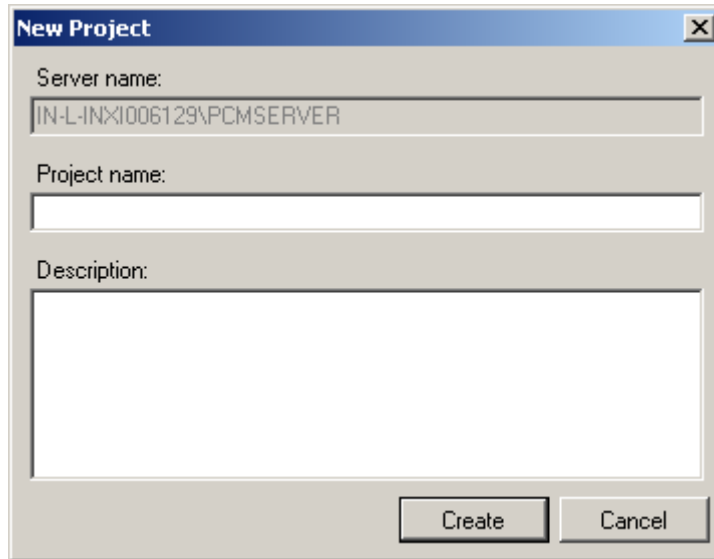 New Project
Server name:
IN-L-INXI006129\PCMSERVER
Project name:
Description:
Create Cancel